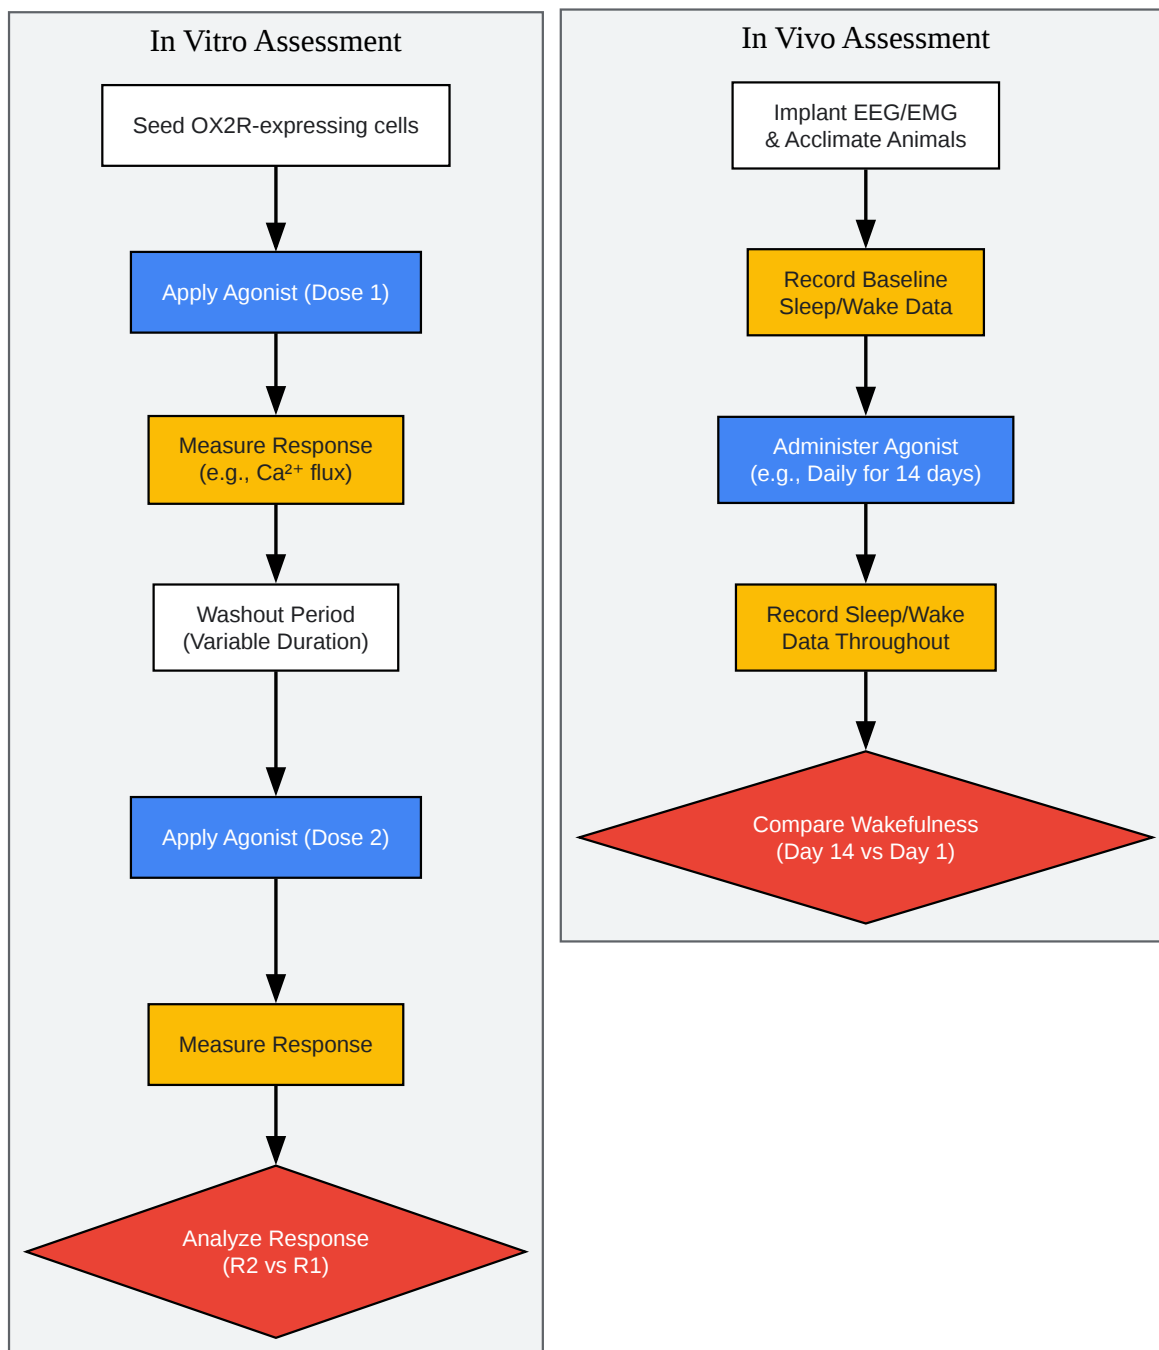 In Vitro Assessment
Seed OX2R-expressing cells
Apply Agonist (Dose 1)
Measure Response
(e.g., Ca²⁺ flux)
Washout Period
(Variable Duration)
Apply Agonist (Dose 2)
Measure Response
Analyze Response
(R2 vs R1)
In Vivo Assessment
Implant EEG/EMG
& Acclimate Animals
Record Baseline
Sleep/Wake Data
Administer Agonist
(e.g., Daily for 14 days)
Record Sleep/Wake
Data Throughout
Compare Wakefulness
(Day 14 vs Day 1)